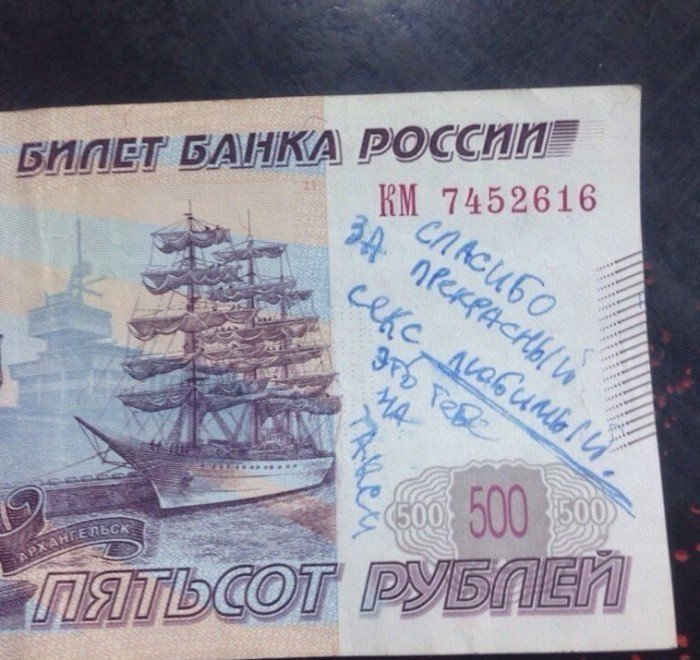 БИЛЕТ БАНКА РОССИИ
КМ 7452616
СПАСИБО
ЗА ПРЕКРАСНЫЙ
СЕКС ЛЮБИМЫЙ.
ЭТО ТЕБЕ
НА
ТАКСИ
АРХАНГЕЛЬСК
500 500 500
ПЯТЬСОТ РУБЛЕЙ